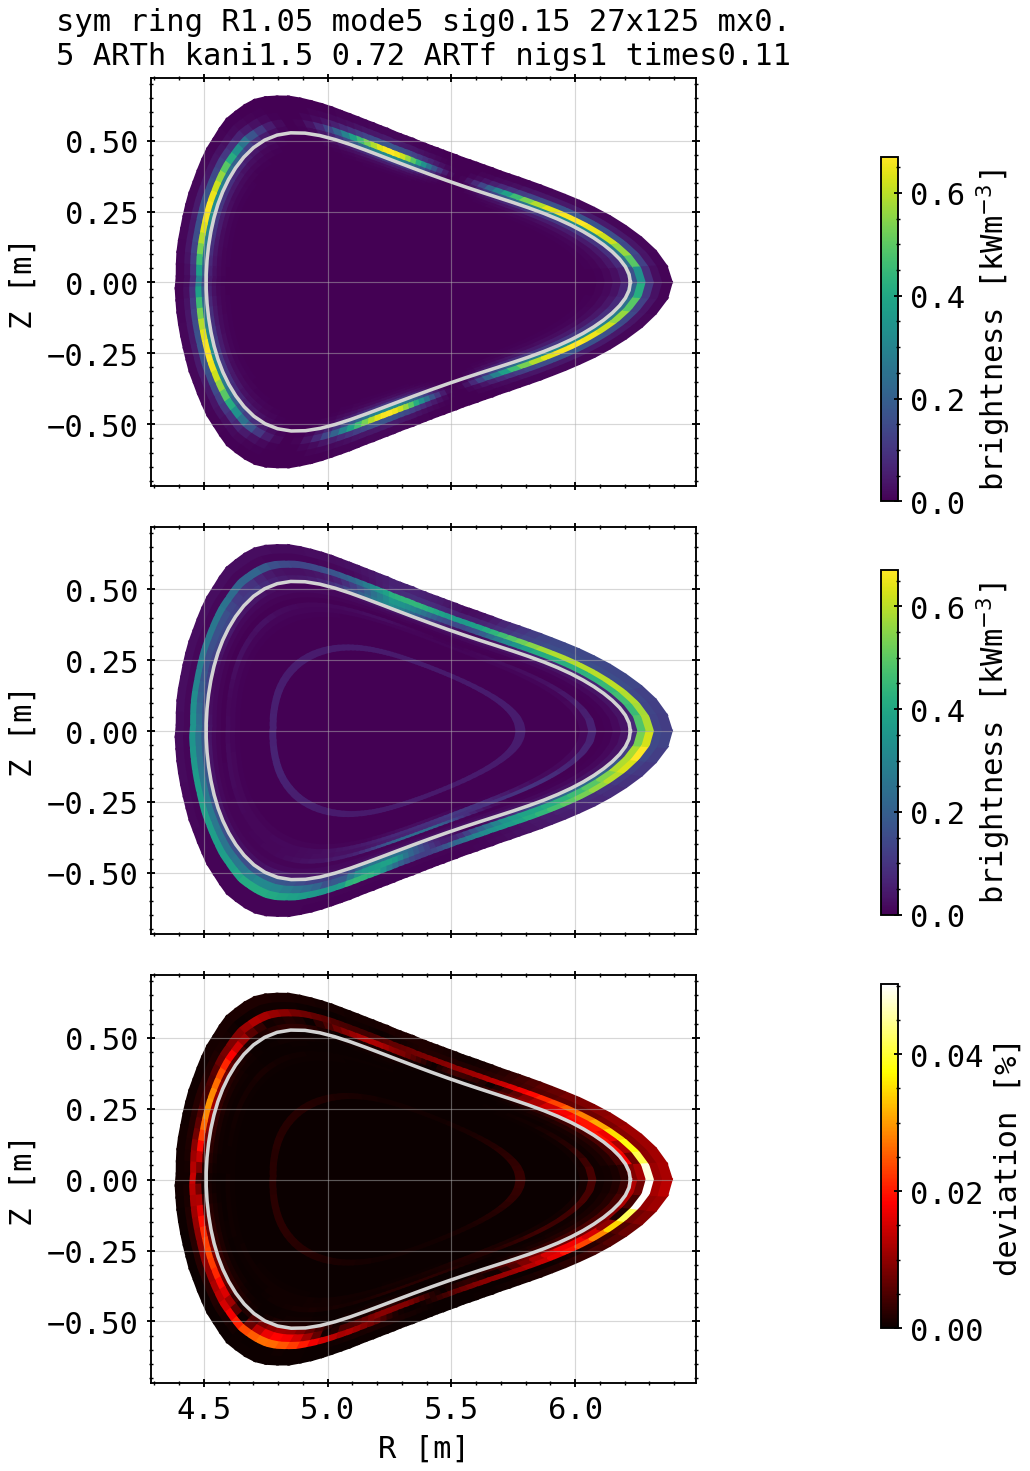 sym ring R1.05 mode5 sig0.15 27x125 mx0.
5 ARTh kani1.5 0.72 ARTf nigs1 times0.11
0.50
0.25
0.00
−0.25
−0.50
Z [m]
0.6
0.4
0.2
0.0
brightness [kWm⁻³]
0.50
0.25
0.00
−0.25
−0.50
Z [m]
0.6
0.4
0.2
0.0
brightness [kWm⁻³]
0.50
0.25
0.00
−0.25
−0.50
Z [m]
0.04
0.02
0.00
deviation [%]
4.5 5.0 5.5 6.0
R [m]